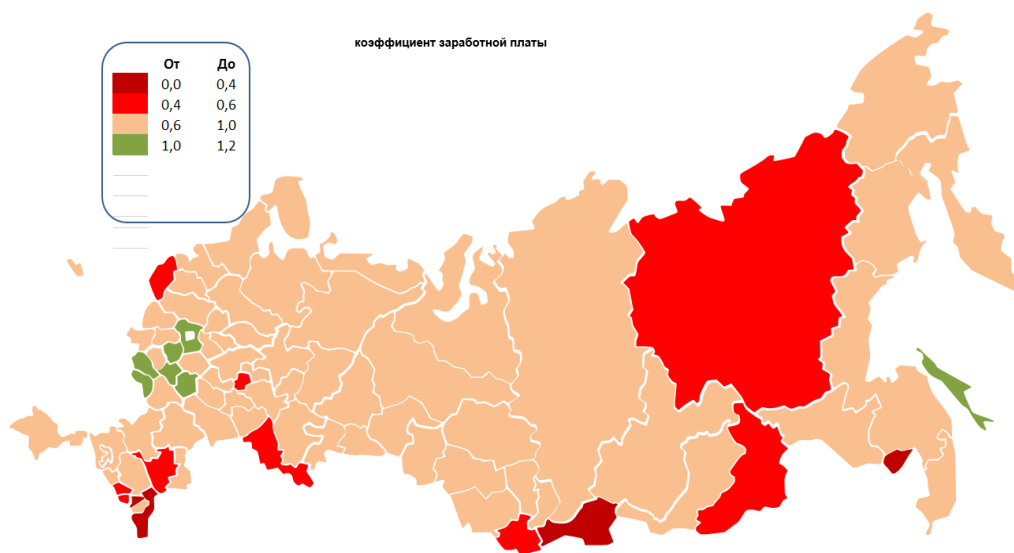 коэффициент заработной платы
От До
0,0 0,4
0,4 0,6
0,6 1,0
1,0 1,2